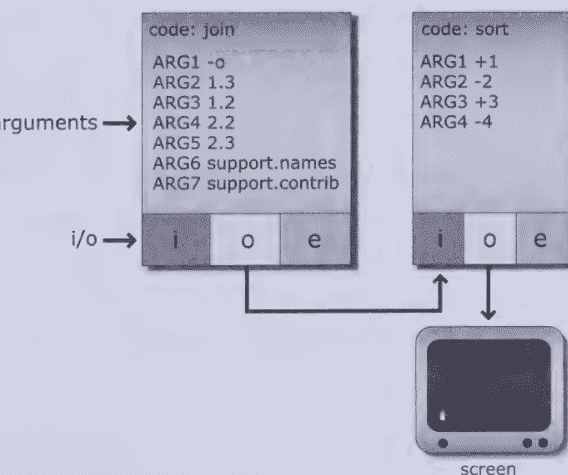 code: join
ARG1 -o
ARG2 1.3
ARG3 1.2
ARG4 2.2
ARG5 2.3
ARG6 support.names
ARG7 support.contrib
arguments
i/o
i o e
code: sort
ARG1 +1
ARG2 -2
ARG3 +3
ARG4 -4
i o e
screen